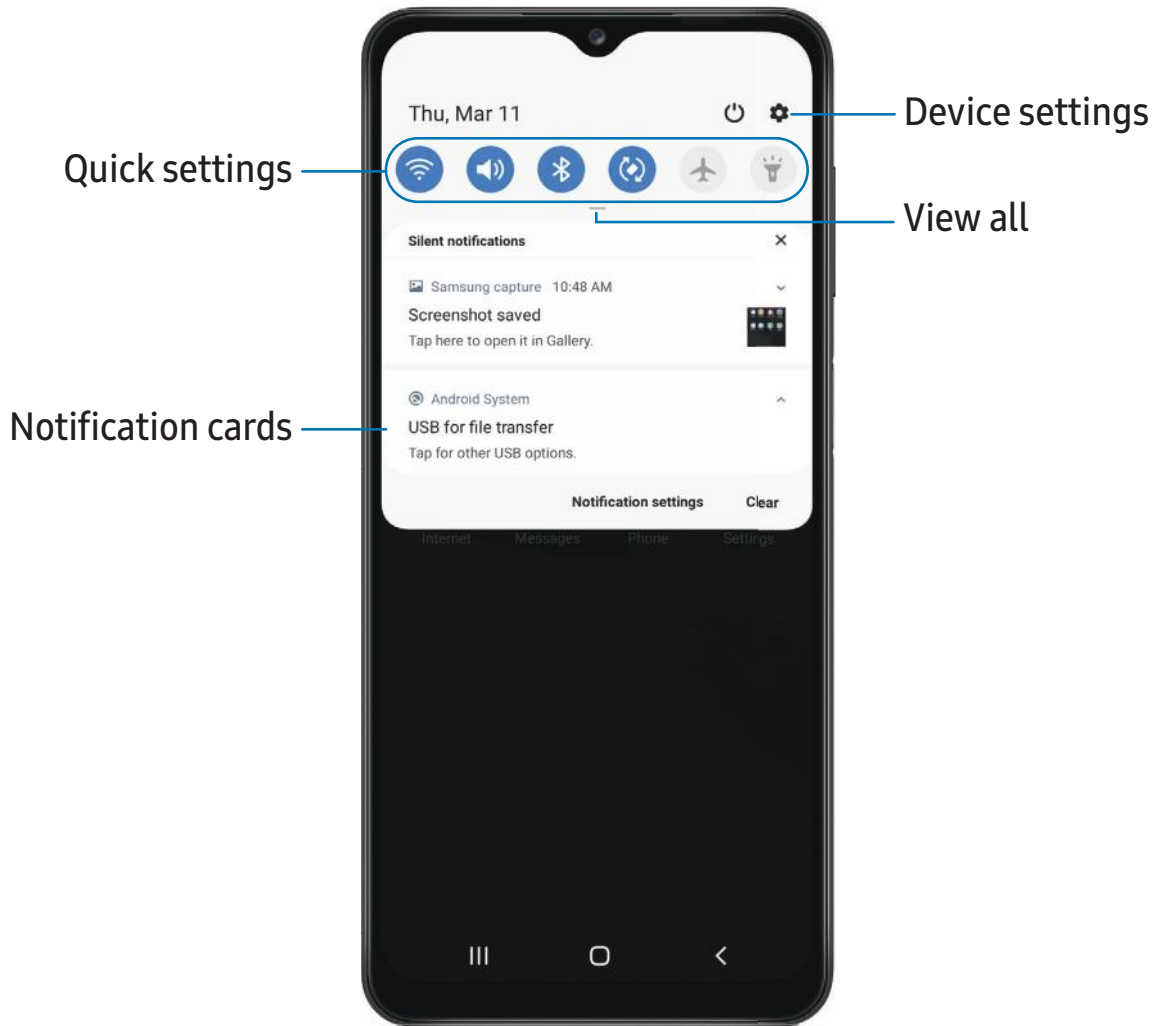 Thu, Mar 11
Device settings
Quick settings
View all
Silent notifications
Samsung capture 10:48 AM
Screenshot saved
Tap here to open it in Gallery.
Android System
Notification cards
USB for file transfer
Tap for other USB options.
Notification settings Clear
Internet Messages Phone Settings